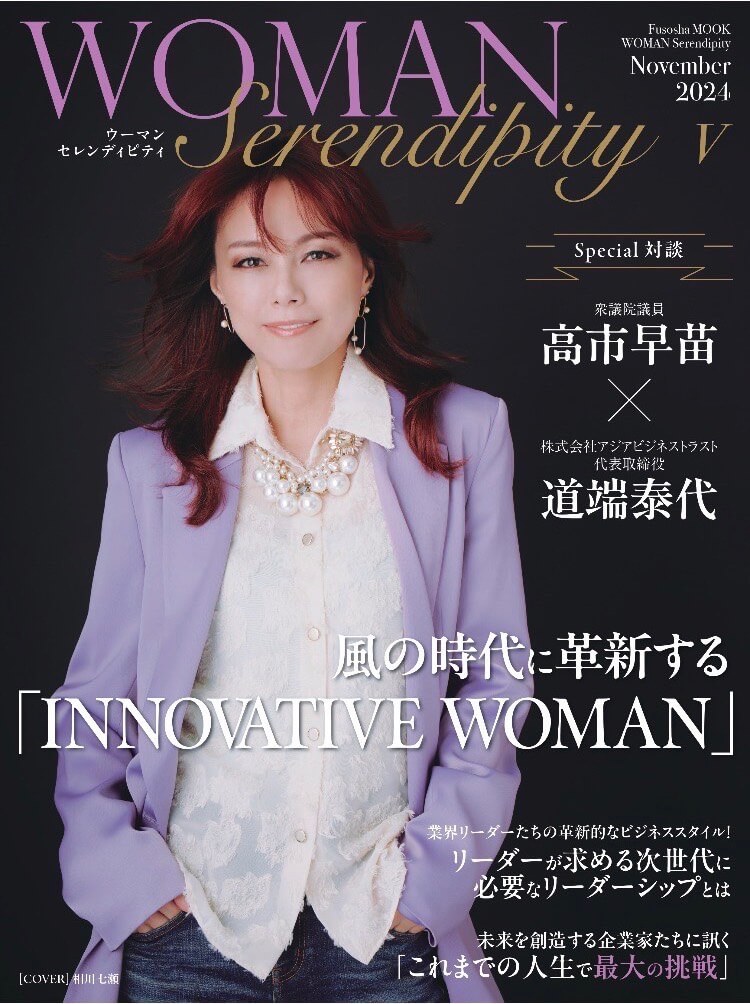 WOMAN
Serendipity V
ウーマン
セレンディピティ
Fusosha MOOK
WOMAN Serendipity
November
2024
Special 対談
衆議院議員
高市早苗
×
株式会社アジアビジネストラスト
代表取締役
道端泰代
風の時代に革新する
「INNOVATIVE WOMAN」
業界リーダーたちの革新的なビジネススタイル!
リーダーが求める次世代に
必要なリーダーシップとは
未来を創造する企業家たちに訊く
「これまでの人生で最大の挑戦」
[COVER] 相川七瀬